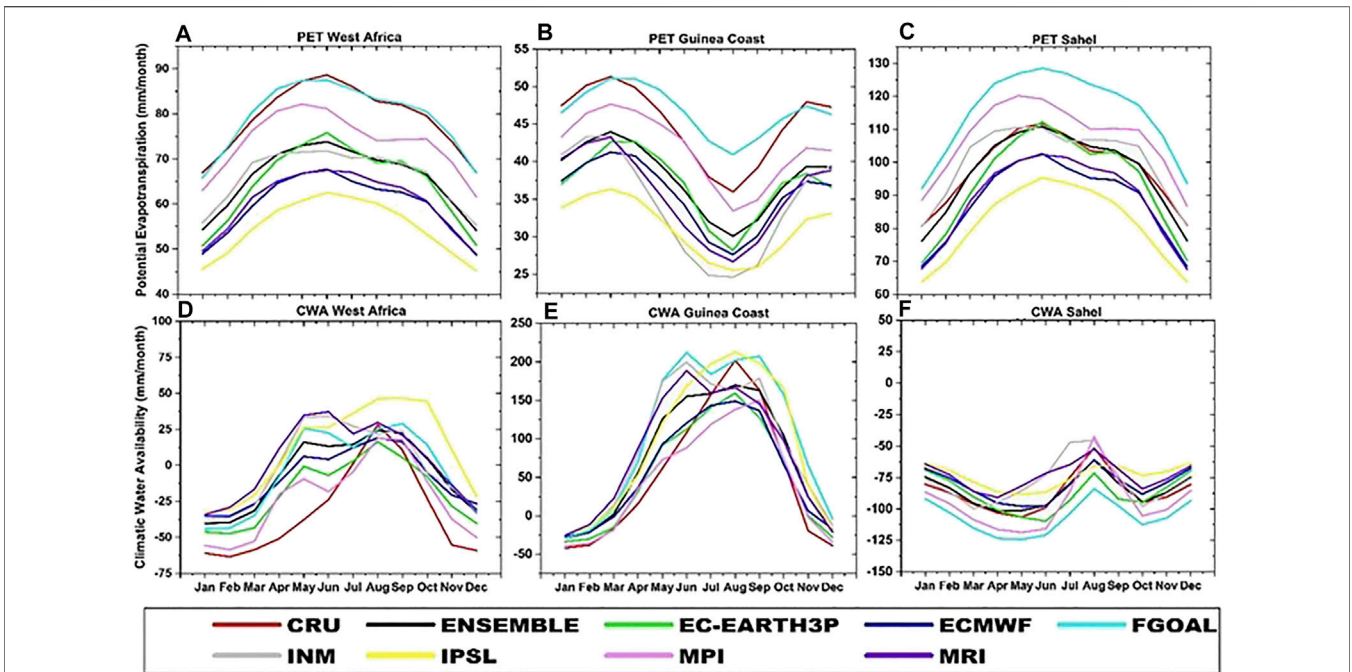 A
PET West Africa
B
PET Guinea Coast
C
PET Sahel
Potential Evapotranspiration (mm/month)
90
80
70
60
50
40
55
50
45
40
35
30
25
130
120
110
100
90
80
70
60
D
CWA West Africa
E
CWA Guinea Coast
F
CWA Sahel
Climatic Water Availability (mm/month)
100
75
50
25
0
-25
-50
-75
250
200
150
100
50
0
-50
50
25
0
-25
-50
-75
-100
-125
-150
Jan Feb Mar Apr May Jun Jul Aug Sep Oct Nov Dec
Jan Feb Mar Apr May Jun Jul Aug Sep Oct Nov Dec
Jan Feb Mar Apr May Jun Jul Aug Sep Oct Nov Dec
CRU ENSEMBLE EC-EARTH3P ECMWF FGOAL
INM IPSL MPI MRI